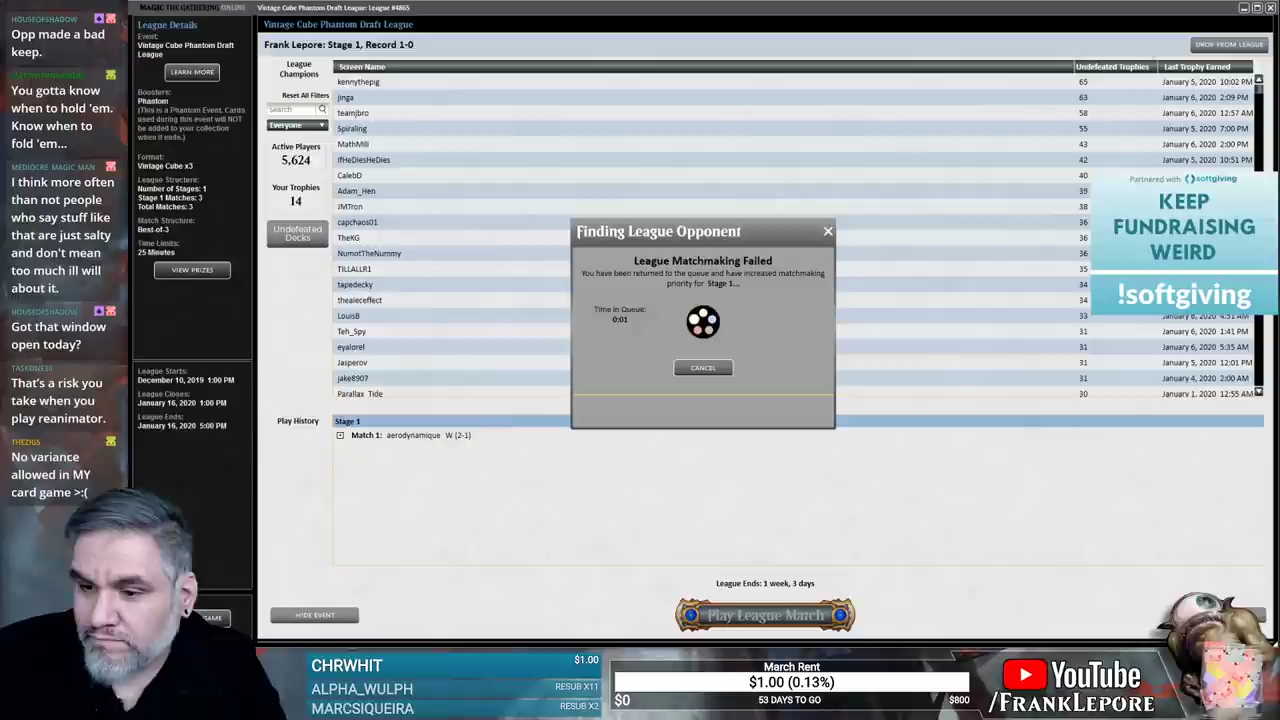 HOUSEOFSHADOW
Opp made a bad
keep.
You gotta know
when to hold 'em.
Know when to
fold 'em...
MEDIOCRE MAGIC MAN
I think more often
than not people
who say stuff like
that are just salty
and don't mean
too much ill will
about it.
HOUSEOFSHADOW
Got that window
open today?
TASKONE30
That's a risk you
take when you
play reanimator.
THEZIGS
No variance
allowed in MY
card game >:(
MAGIC THE GATHERING ONLINE
League Details
Event:
Vintage Cube Phantom Draft
League
LEARN MORE
Boosters:
Phantom
(This is a Phantom Event. Cards
used during this event will NOT
be added to your collection
when it ends.)
Format:
Vintage Cube x3
League Structure:
Number of Stages: 1
Stage 1 Matches: 3
Total Matches: 3
Match Structure:
Best-of-3
Time Limits:
25 Minutes
VIEW PRIZES
League Starts:
December 10, 2019 1:00 PM
League Closes:
January 16, 2020 1:00 PM
League Ends:
January 16, 2020 5:00 PM
GAME
Vintage Cube Phantom Draft League: League #4865
Vintage Cube Phantom Draft League
Frank Lepore: Stage 1, Record 1-0
DROP FROM LEAGUE
League
Champions
Reset All Filters
Search
Everyone
Active Players
5,624
Your Trophies
14
Undefeated
Decks
Screen Name Undefeated Trophies Last Trophy Earned
kennythepig 65 January 5, 2020 10:02 PM
jinga 63 January 6, 2020 2:09 PM
teamjbro 58 January 6, 2020 12:57 AM
Spiraling 55 January 5, 2020 7:00 PM
MathMili 43 January 6, 2020 2:00 PM
IfHeDiesHeDies 42 January 5, 2020 10:51 PM
CalebD 40
Adam_Hen 39
JMTron 38
capchaos01 36
TheKG 36
NumotTheNummy 36
TILLALLR1 35
tapedecky 34
thealeceffect 34
LouisB 33 January 6, 2020 4:51 AM
Teh_Spy 31 January 6, 2020 1:41 PM
eyalorel 31 January 6, 2020 5:35 AM
Jasperov 31 January 5, 2020 12:01 PM
jake8907 31 January 4, 2020 2:00 AM
Parallax_Tide 30 January 1, 2020 12:55 AM
Finding League Opponent
League Matchmaking Failed
You have been returned to the queue and have increased matchmaking
priority for Stage 1...
Time in Queue:
0:01
CANCEL
Play History
Stage 1
Match 1: aerodynamique W (2-1)
League Ends: 1 week, 3 days
HIDE EVENT
Play League Match
Partnered with softgiving
KEEP
FUNDRAISING
WEIRD
!softgiving
CHRWHIT $1.00
ALPHA_WULPH RESUB X11
MARCSIQUEIRA RESUB X2
March Rent
$1.00 (0.13%)
$0 53 DAYS TO GO $800
YouTube
/FRANKLEPORE